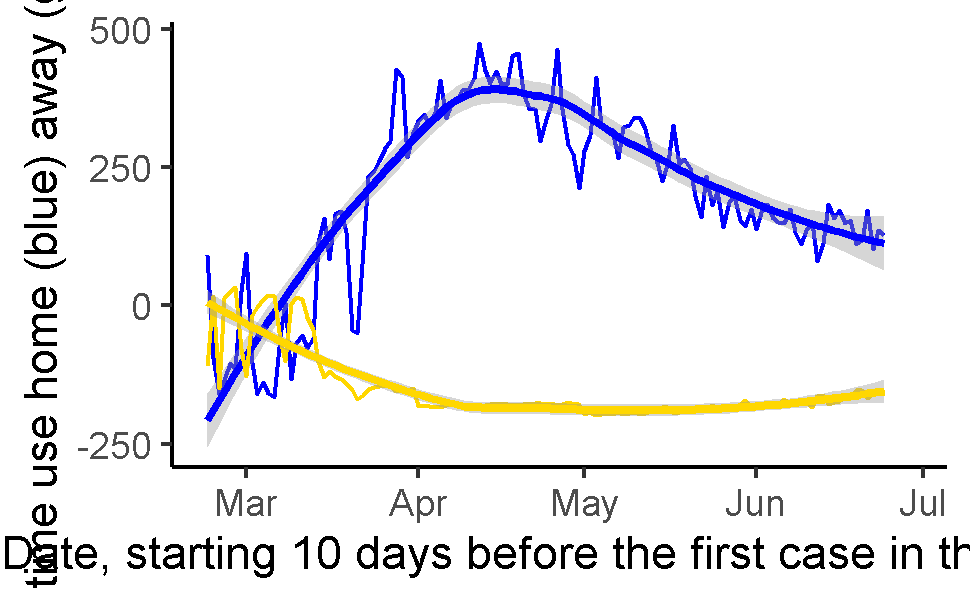 time use home (blue) away (
500
250
0
-250
Mar Apr May Jun Jul
Date, starting 10 days before the first case in th